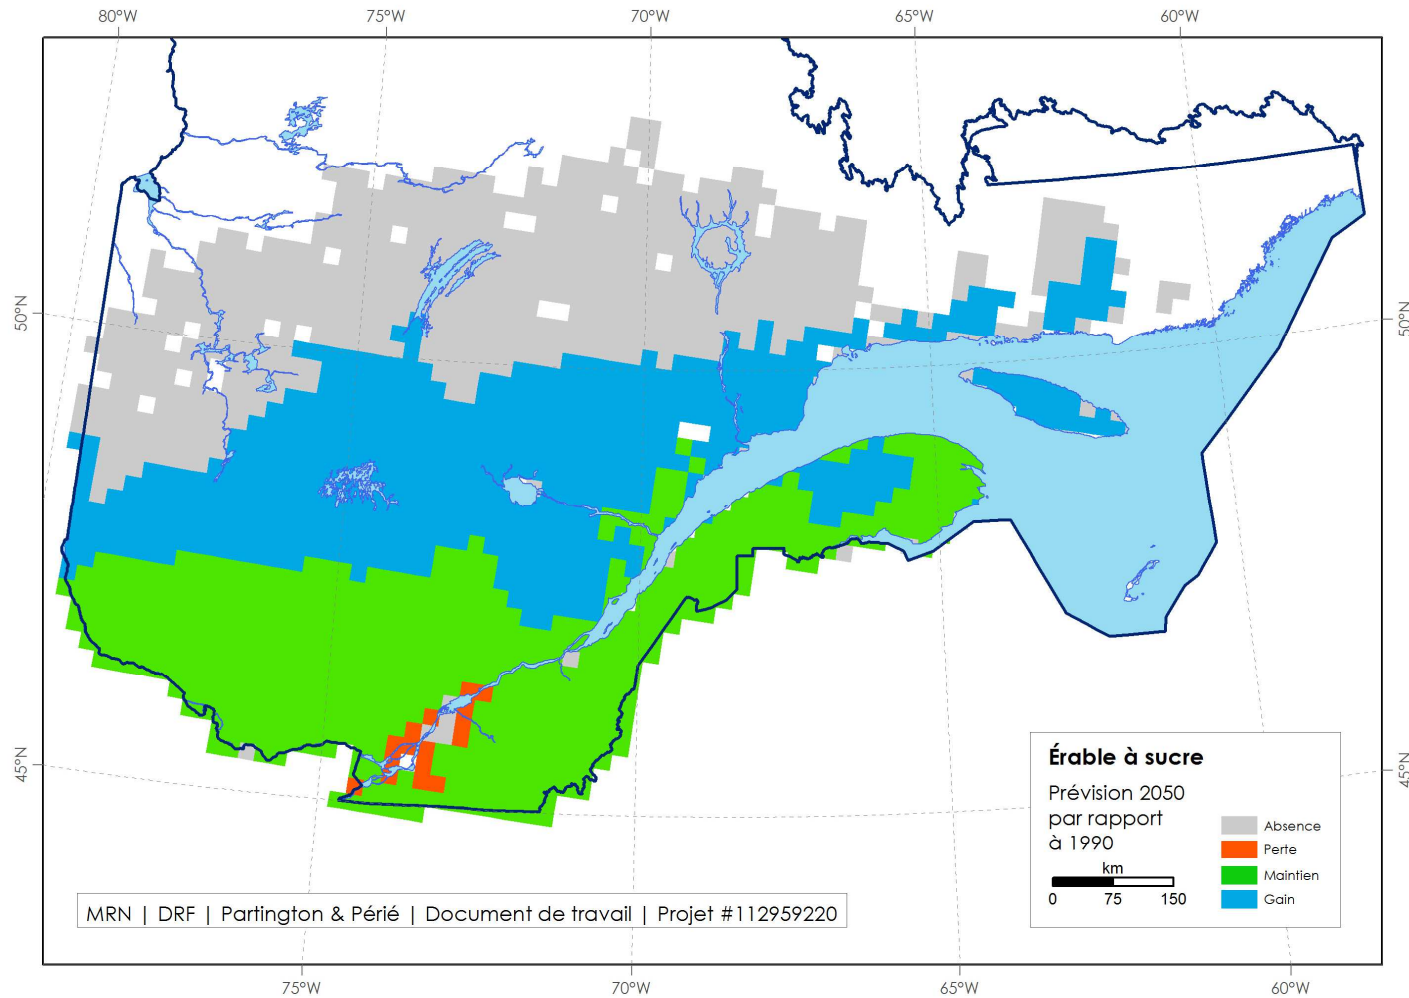 80°W 75°W 70°W 65°W 60°W
50°N 50°N
45°N 45°N
Érable à sucre
Prévision 2050
par rapport
à 1990
km
0 75 150
Absence
Perte
Maintien
Gain
MRN | DRF | Partington & Périé | Document de travail | Projet #112959220
75°W 70°W 65°W 60°W